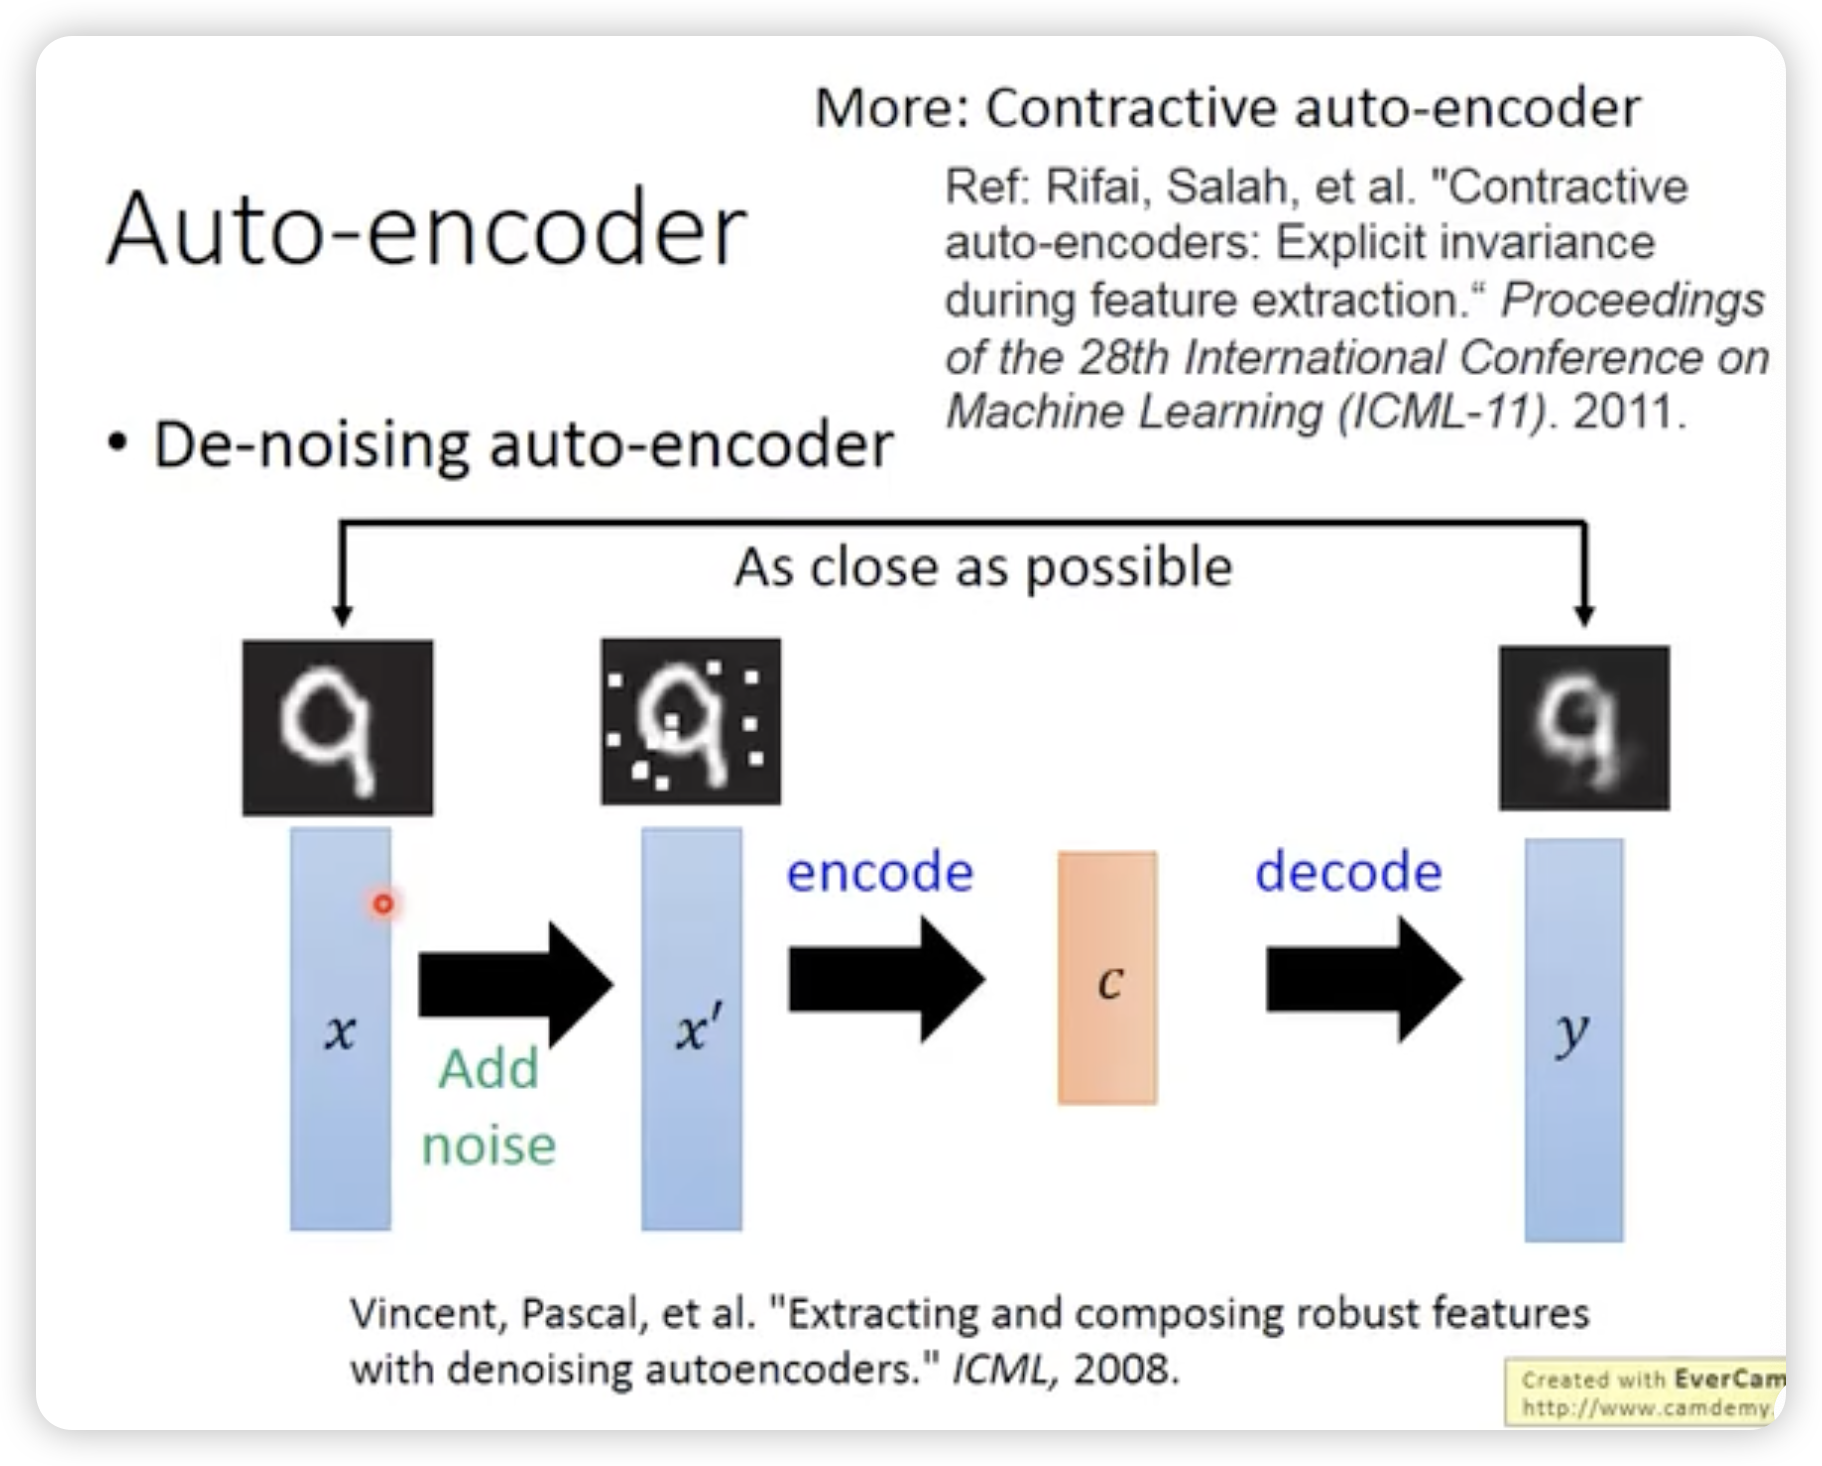 More: Contractive auto-encoder
Auto-encoder
Ref: Rifai, Salah, et al. "Contractive
auto-encoders: Explicit invariance
during feature extraction.“ Proceedings
of the 28th International Conference on
Machine Learning (ICML-11). 2011.
• De-noising auto-encoder
As close as possible
encode
decode
x
x′
c
y
Add
noise
Vincent, Pascal, et al. "Extracting and composing robust features
with denoising autoencoders." ICML, 2008.
Created with EverCam
http://www.camdemy.